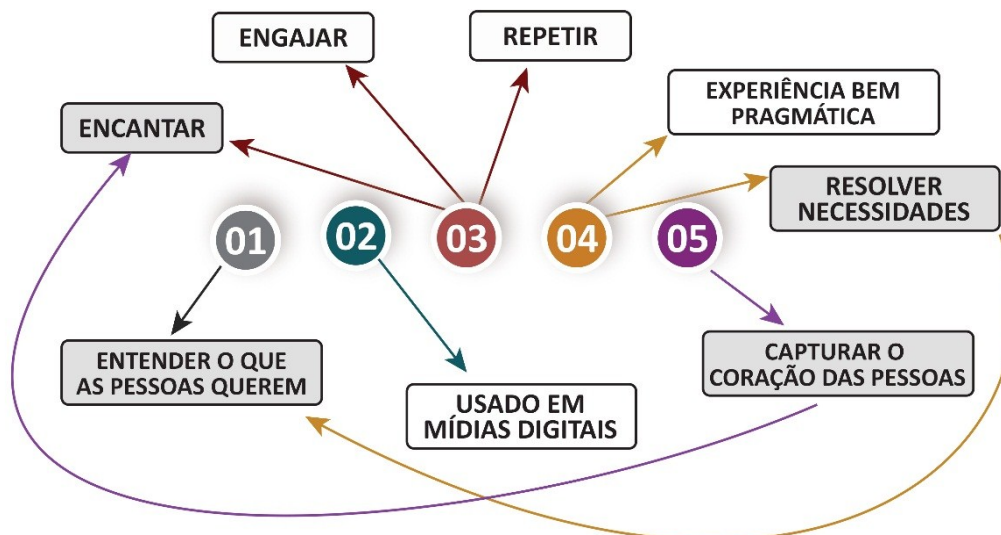 ENGAJAR
REPETIR
ENCANTAR
EXPERIÊNCIA BEM
PRAGMÁTICA
RESOLVER
NECESSIDADES
01
02
03
04
05
ENTENDER O QUE
AS PESSOAS QUEREM
USADO EM
MÍDIAS DIGITAIS
CAPTURAR O
CORAÇÃO DAS PESSOAS